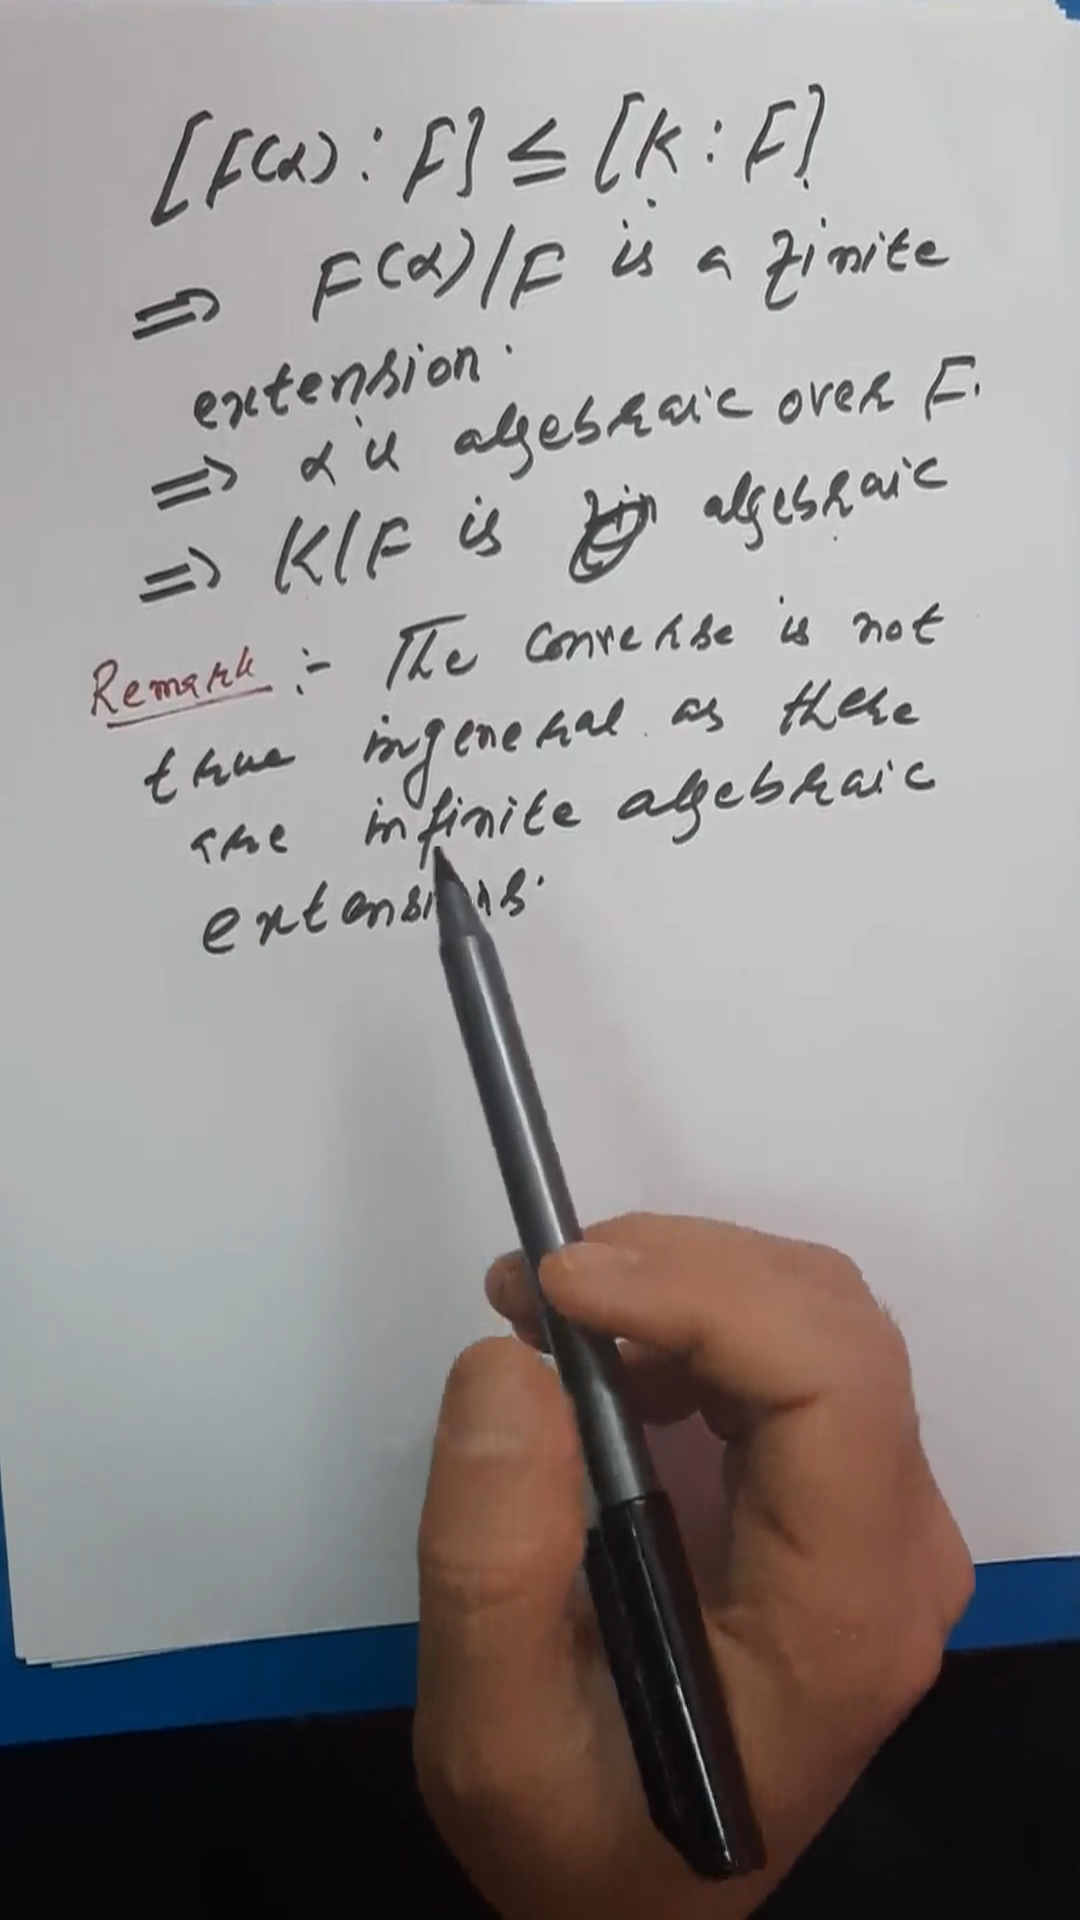 [F(α) : F] ≤ [K : F]
⇒ F(α)/F is a finite
extension.
⇒ α is algebraic over F.
⇒ K/F is algebraic
Remark :- The converse is not
true in general as there
are infinite algebraic
extensions.